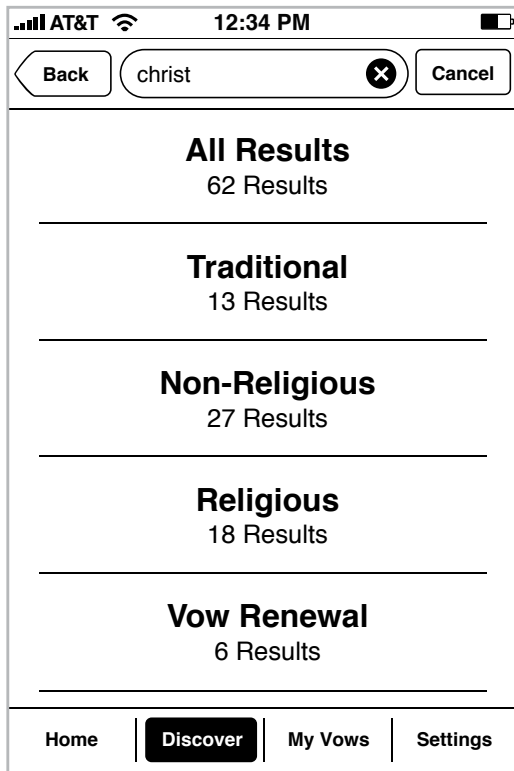 AT&T 12:34 PM
Back christ Cancel
All Results
62 Results
Traditional
13 Results
Non-Religious
27 Results
Religious
18 Results
Vow Renewal
6 Results
Home Discover My Vows Settings